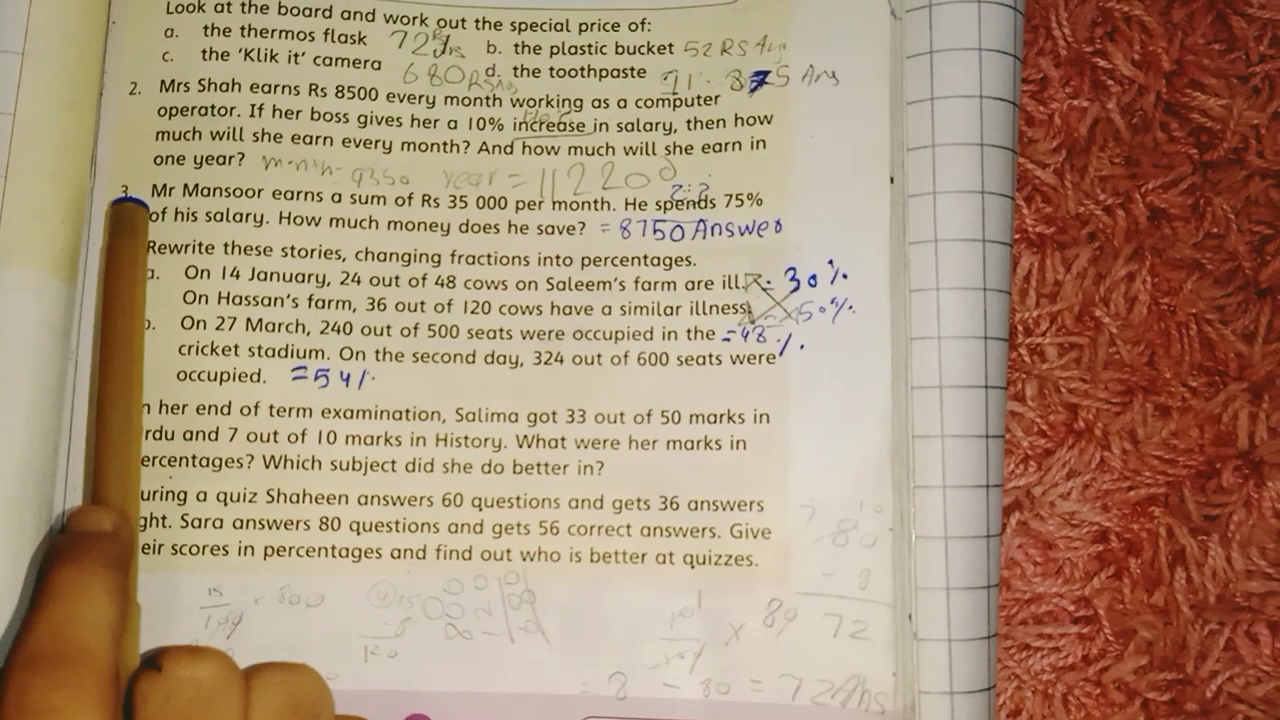 Look at the board and work out the special price of:
a. the thermos flask 72 Rs b. the plastic bucket 52 RS Ans
c. the 'Klik it' camera 680 Rs Ans d. the toothpaste Ans
2. Mrs Shah earns Rs 8500 every month working as a computer
operator. If her boss gives her a 10% increase in salary, then how
much will she earn every month? And how much will she earn in
one year? month = 9350 year = 112200
3. Mr Mansoor earns a sum of Rs 35 000 per month. He spends 75%
of his salary. How much money does he save? = 8750 Answer
Rewrite these stories, changing fractions into percentages.
a. On 14 January, 24 out of 48 cows on Saleem's farm are ill. 30%
On Hassan's farm, 36 out of 120 cows have a similar illness. 50%
b. On 27 March, 240 out of 500 seats were occupied in the = 48%.
cricket stadium. On the second day, 324 out of 600 seats were
occupied. = 54%
n her end of term examination, Salima got 33 out of 50 marks in
rdu and 7 out of 10 marks in History. What were her marks in
ercentages? Which subject did she do better in?
uring a quiz Shaheen answers 60 questions and gets 36 answers
ght. Sara answers 80 questions and gets 56 correct answers. Give
eir scores in percentages and find out who is better at quizzes.
80
- 8
72
15 × 800
120
= 8 - 80 = 72 Ans